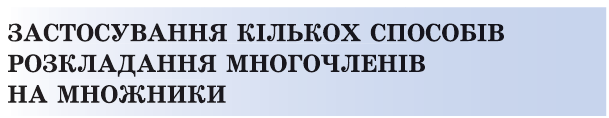 ЗАСТОСУВАННЯ КІЛЬКОХ СПОСОБІВ
РОЗКЛАДАННЯ МНОГОЧЛЕНІВ
НА МНОЖНИКИ